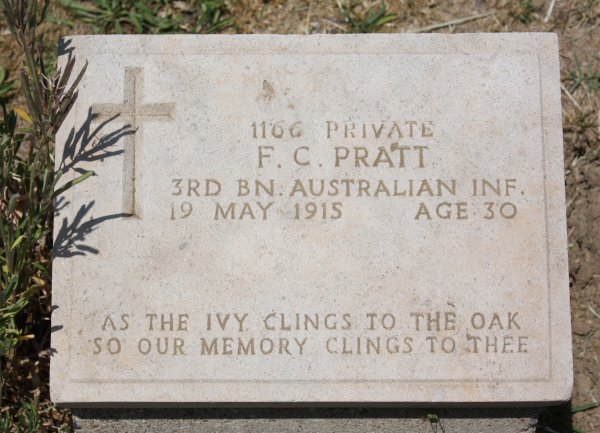 1166 PRIVATE
F. C. PRATT
3RD BN. AUSTRALIAN INF.
19 MAY 1915 AGE 30
AS THE IVY CLINGS TO THE OAK
SO OUR MEMORY CLINGS TO THEE